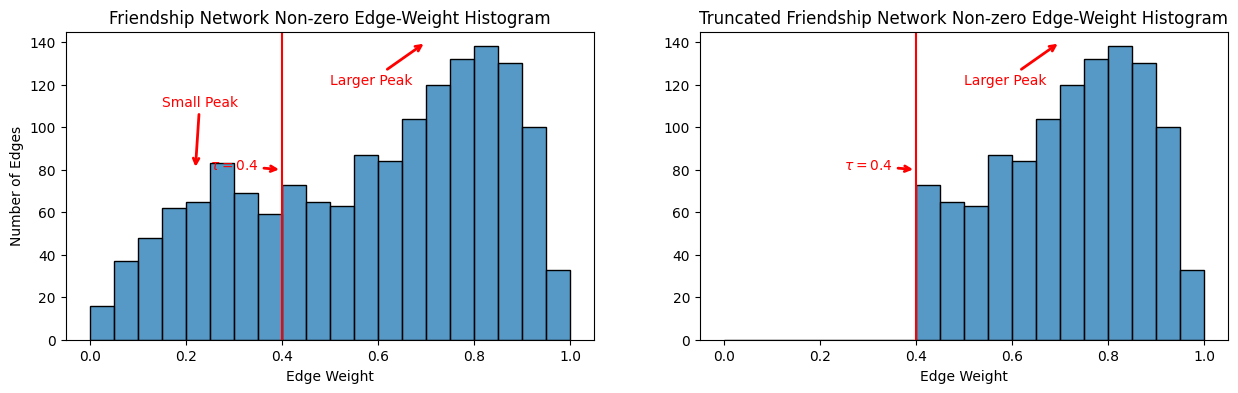 Friendship Network Non-zero Edge-Weight Histogram
140
120
100
80
60
40
20
0
Number of Edges
Larger Peak
Small Peak
τ = 0.4
0.0 0.2 0.4 0.6 0.8 1.0
Edge Weight
Truncated Friendship Network Non-zero Edge-Weight Histogram
140
120
100
80
60
40
20
0
Larger Peak
τ = 0.4
0.0 0.2 0.4 0.6 0.8 1.0
Edge Weight